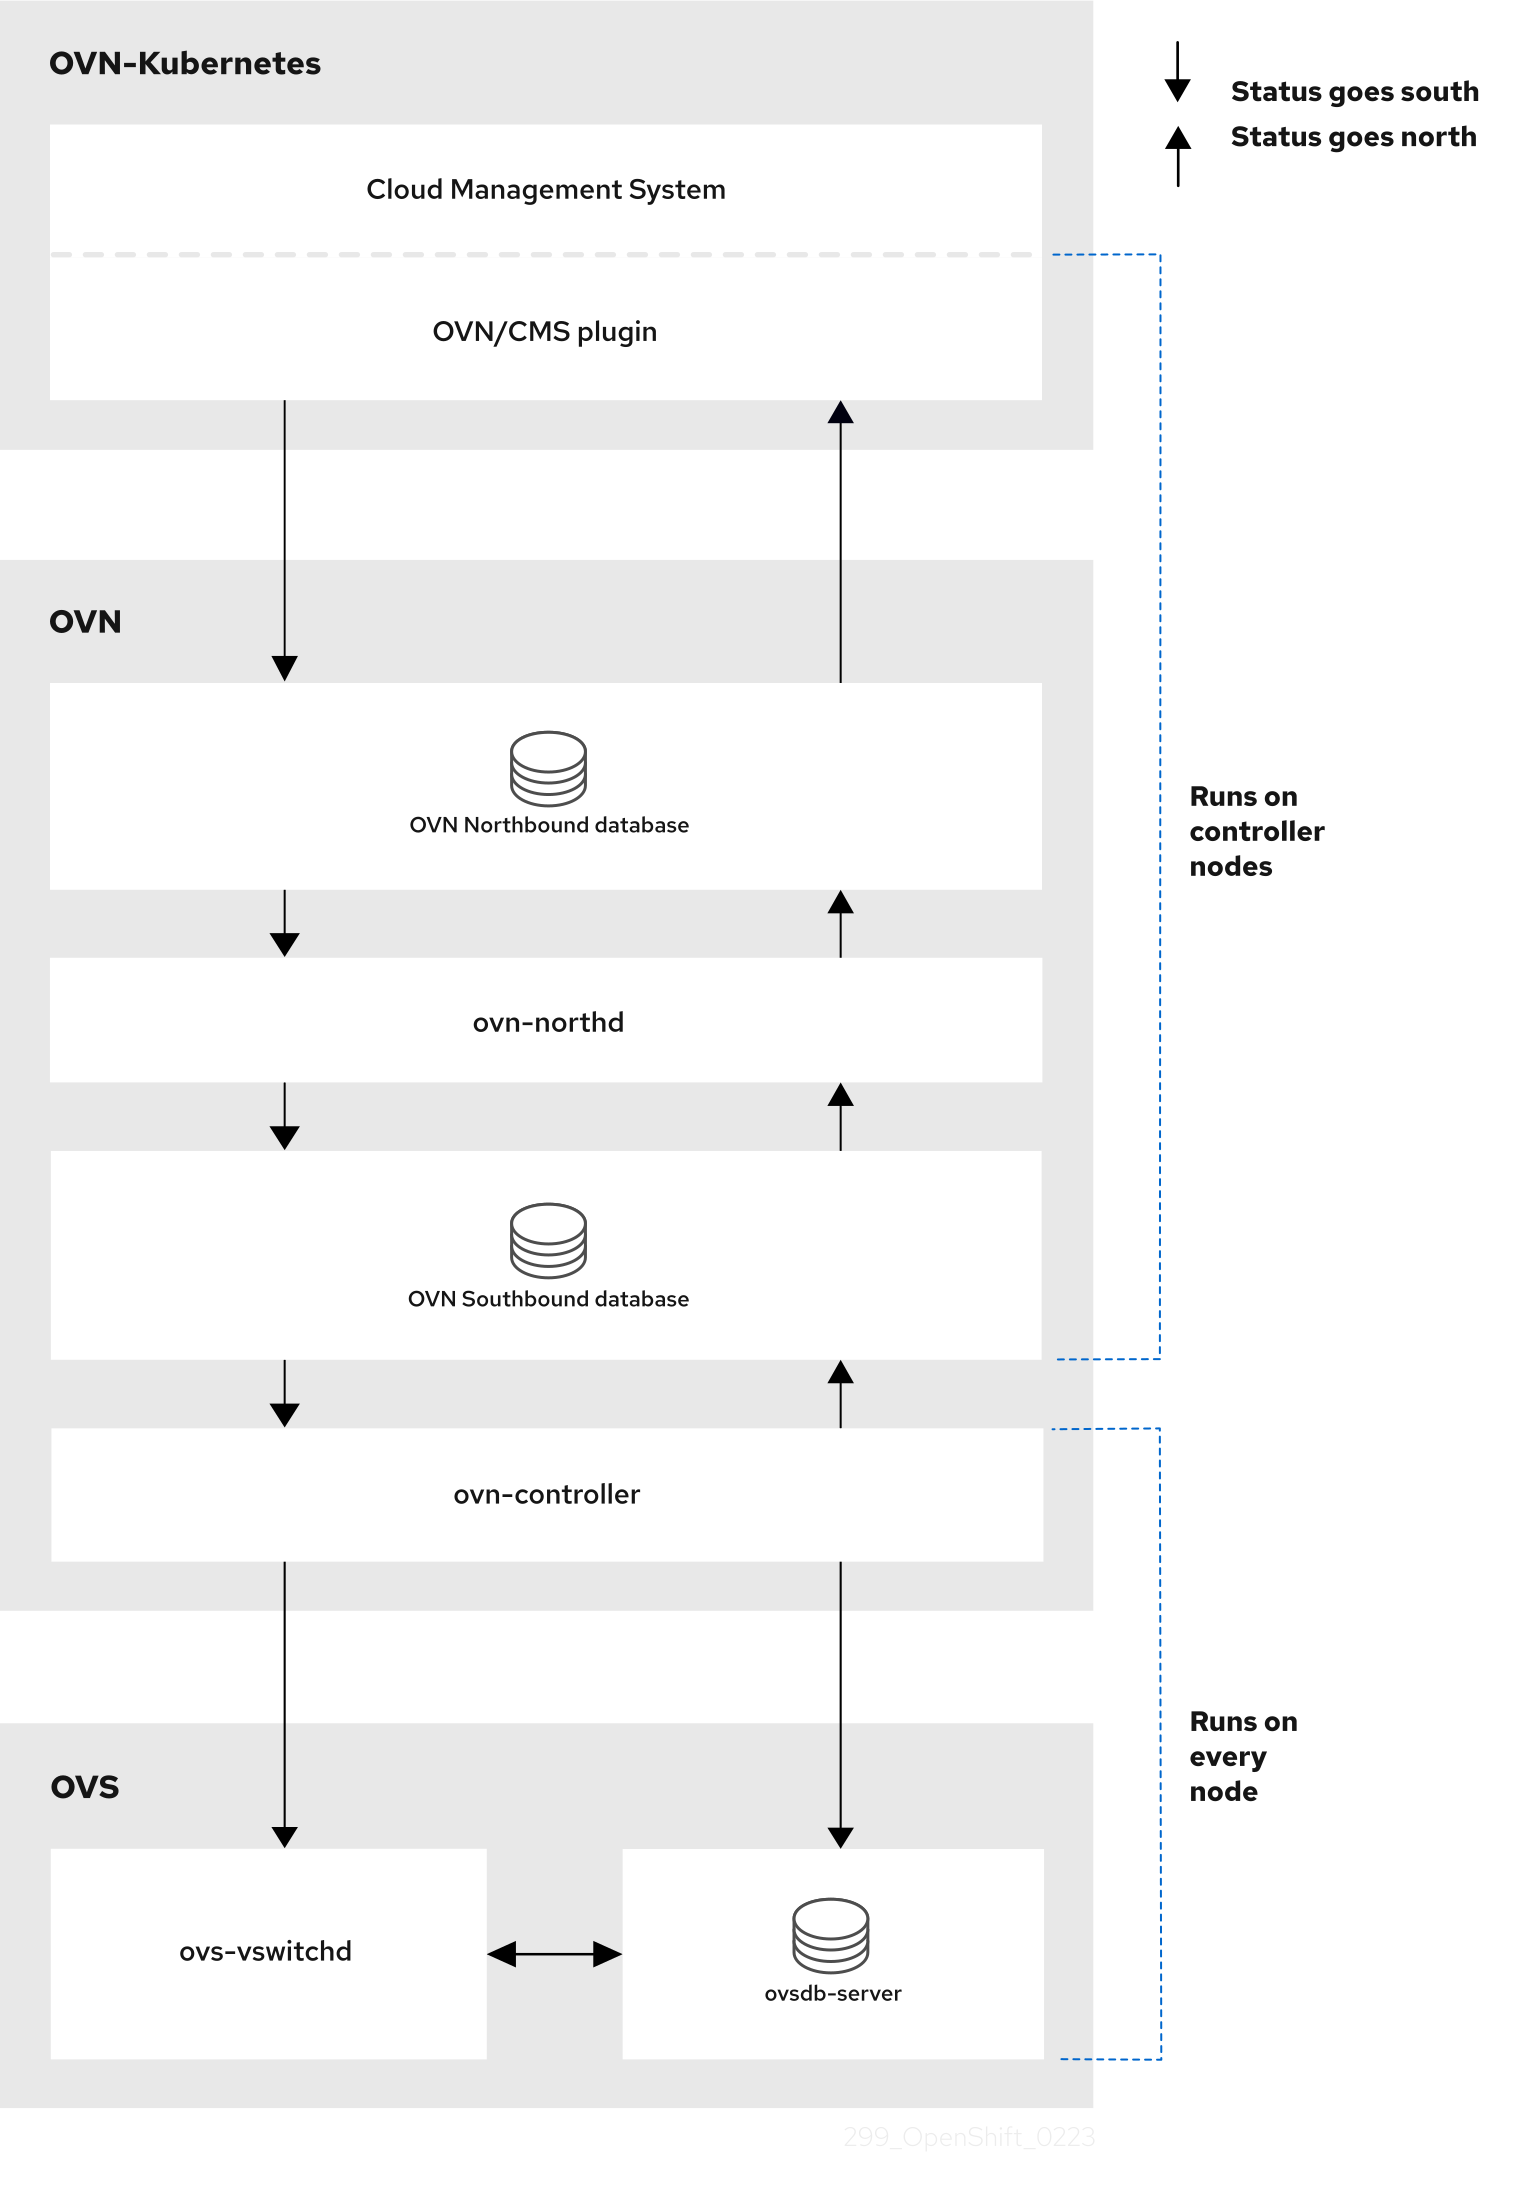 OVN-Kubernetes
Status goes south
Status goes north
Cloud Management System
OVN/CMS plugin
OVN
OVN Northbound database
Runs on
controller
nodes
ovn-northd
OVN Southbound database
ovn-controller
Runs on
every
node
OVS
ovs-vswitchd
ovsdb-server
299_OpenShift_0223